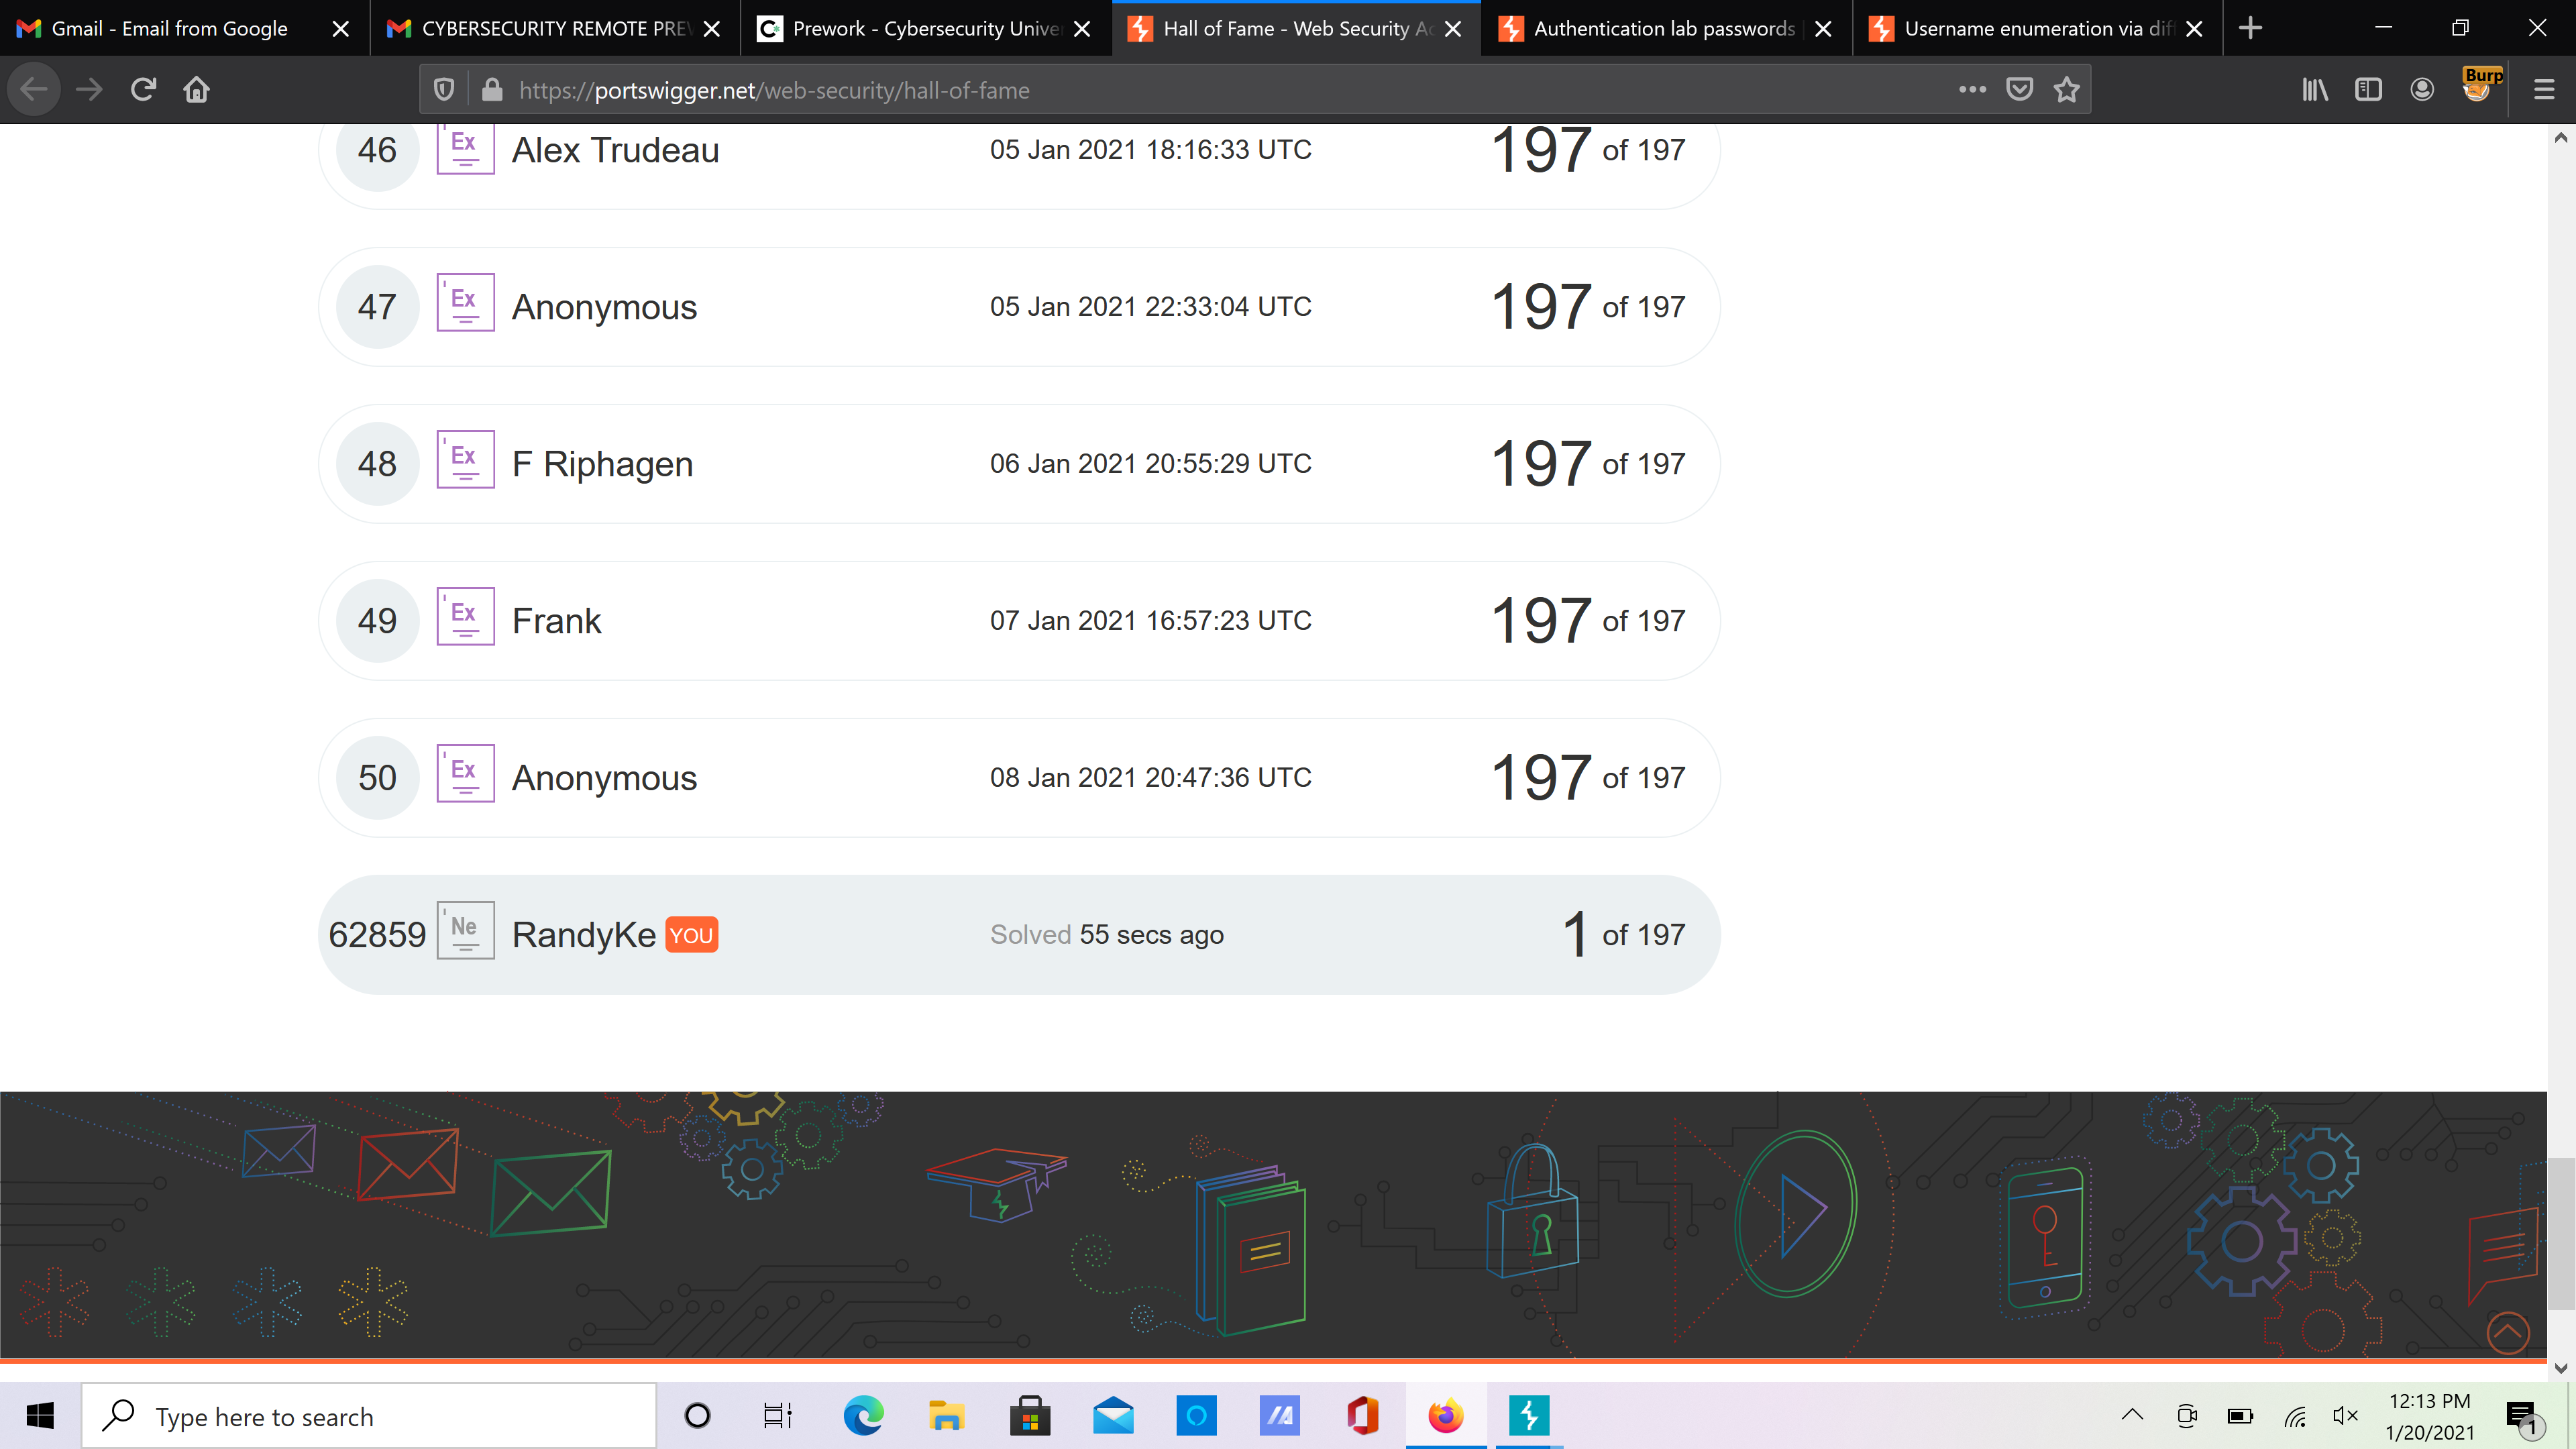 Gmail - Email from Google
CYBERSECURITY REMOTE PRE
Prework - Cybersecurity Unive
Hall of Fame - Web Security Ac
Authentication lab passwords |
Username enumeration via diff
https://portswigger.net/web-security/hall-of-fame
Burp
46 Ex Alex Trudeau 05 Jan 2021 18:16:33 UTC 197 of 197
47 Ex Anonymous 05 Jan 2021 22:33:04 UTC 197 of 197
48 Ex F Riphagen 06 Jan 2021 20:55:29 UTC 197 of 197
49 Ex Frank 07 Jan 2021 16:57:23 UTC 197 of 197
50 Ex Anonymous 08 Jan 2021 20:47:36 UTC 197 of 197
62859 Ne RandyKe YOU Solved 55 secs ago 1 of 197
Type here to search
12:13 PM
1/20/2021
1